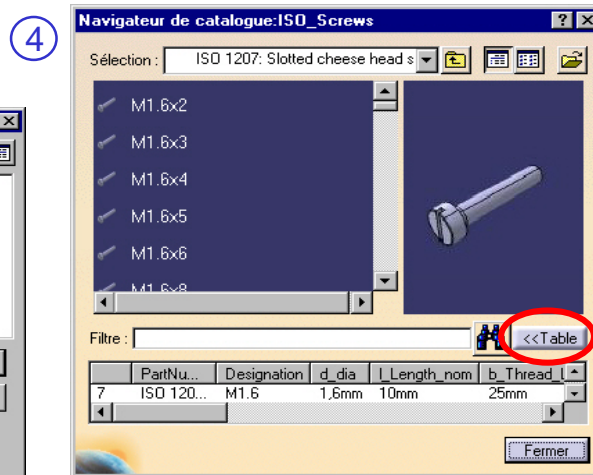 4
Navigateur de catalogue:ISO_Screws
Sélection : ISO 1207: Slotted cheese head s
M1.6x2
M1.6x3
M1.6x4
M1.6x5
M1.6x6
M1.6x8
Filtre : <<Table
PartNu... Designation d_dia l_Length_nom b_Thread_L
7 ISO 120... M1.6 1,6mm 10mm 25mm
Fermer